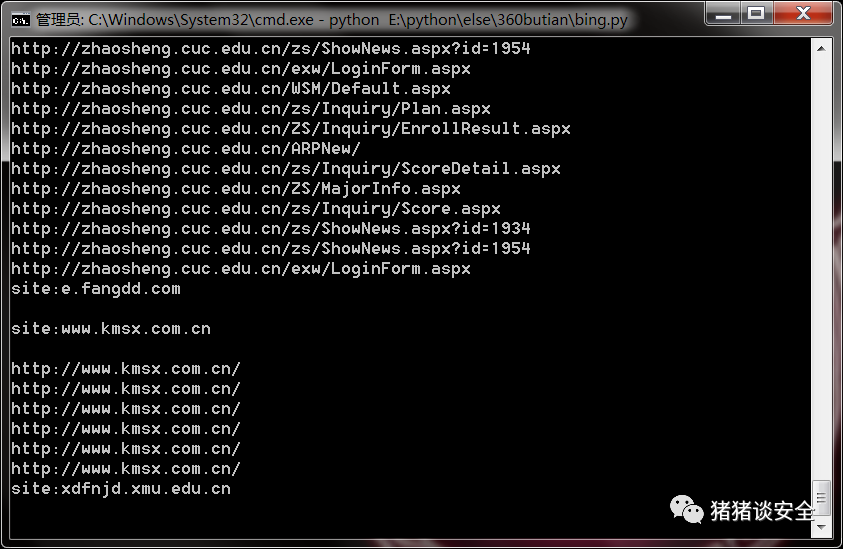 管理员: C:\Windows\System32\cmd.exe - python  E:\python\else\360butian\bing.py
http://zhaosheng.cuc.edu.cn/zs/ShowNews.aspx?id=1954
http://zhaosheng.cuc.edu.cn/exw/LoginForm.aspx
http://zhaosheng.cuc.edu.cn/WSM/Default.aspx
http://zhaosheng.cuc.edu.cn/zs/Inquiry/Plan.aspx
http://zhaosheng.cuc.edu.cn/ZS/Inquiry/EnrollResult.aspx
http://zhaosheng.cuc.edu.cn/ARPNew/
http://zhaosheng.cuc.edu.cn/zs/Inquiry/ScoreDetail.aspx
http://zhaosheng.cuc.edu.cn/ZS/MajorInfo.aspx
http://zhaosheng.cuc.edu.cn/zs/Inquiry/Score.aspx
http://zhaosheng.cuc.edu.cn/zs/ShowNews.aspx?id=1934
http://zhaosheng.cuc.edu.cn/zs/ShowNews.aspx?id=1954
http://zhaosheng.cuc.edu.cn/exw/LoginForm.aspx
site:e.fangdd.com
site:www.kmsx.com.cn
http://www.kmsx.com.cn/
http://www.kmsx.com.cn/
http://www.kmsx.com.cn/
http://www.kmsx.com.cn/
http://www.kmsx.com.cn/
http://www.kmsx.com.cn/
site:xdfnjd.xmu.edu.cn
猪猪谈安全